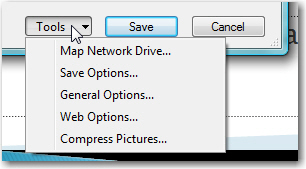 Tools Save Cancel
Map Network Drive...
Save Options...
General Options...
Web Options...
Compress Pictures...